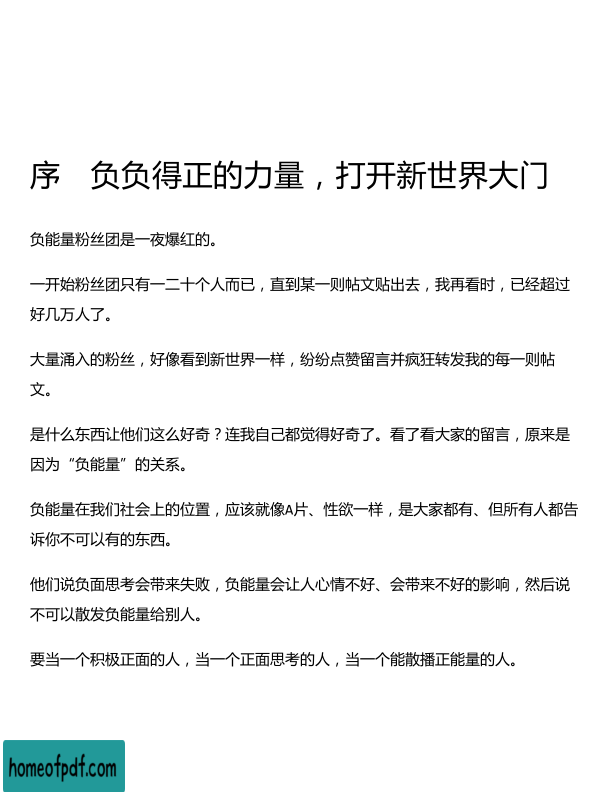 序　负负得正的力量，打开新世界大门
负能量粉丝团是一夜爆红的。
一开始粉丝团只有一二十个人而已，直到某一则帖文贴出去，我再看时，已经超过
好几万人了。
大量涌入的粉丝，好像看到新世界一样，纷纷点赞留言并疯狂转发我的每一则帖
文。
是什么东西让他们这么好奇？连我自己都觉得好奇了。看了看大家的留言，原来是
因为“负能量”的关系。
负能量在我们社会上的位置，应该就像A片、性欲一样，是大家都有、但所有人都告
诉你不可以有的东西。
他们说负面思考会带来失败，负能量会让人心情不好、会带来不好的影响，然后说
不可以散发负能量给别人。
要当一个积极正面的人，当一个正面思考的人，当一个能散播正能量的人。
homeofpdf.com